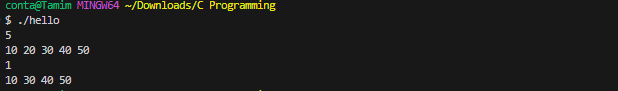 conta@Tamim MINGW64 ~/Downloads/C Programming
$ ./hello
5
10 20 30 40 50
1
10 30 40 50